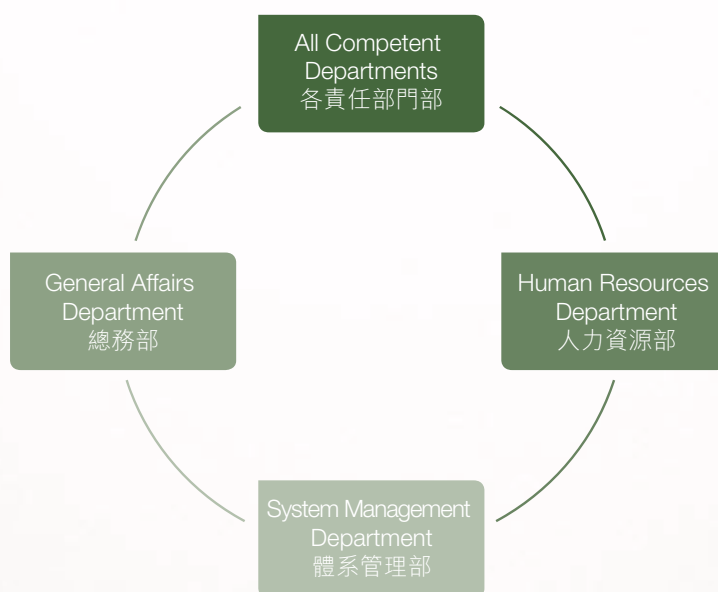 All Competent
Departments
各責任部門部
General Affairs
Department
總務部
Human Resources
Department
人力資源部
System Management
Department
體系管理部